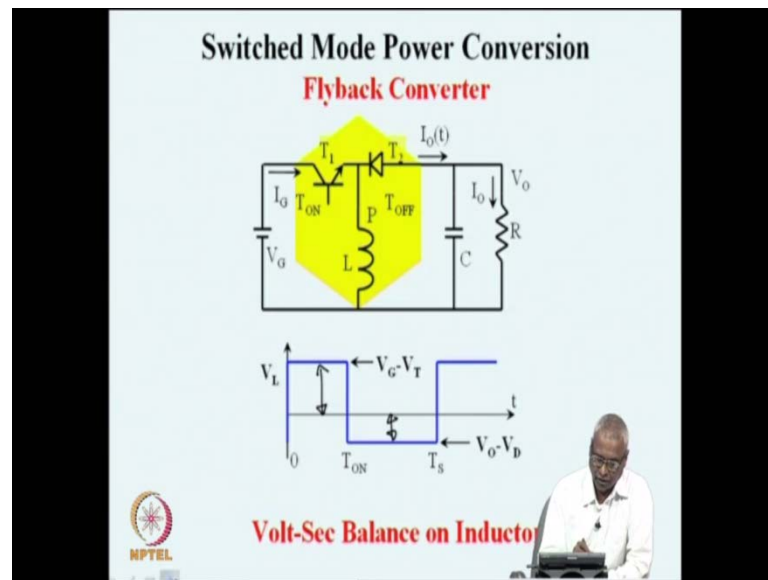 Switched Mode Power Conversion
Flyback Converter
T1 T2 Io(t)
IG TON P TOFF Io Vo
VG L C R
VL VG-VT
t
0 TON TS Vo-VD
Volt-Sec Balance on Inducto
NPTEL